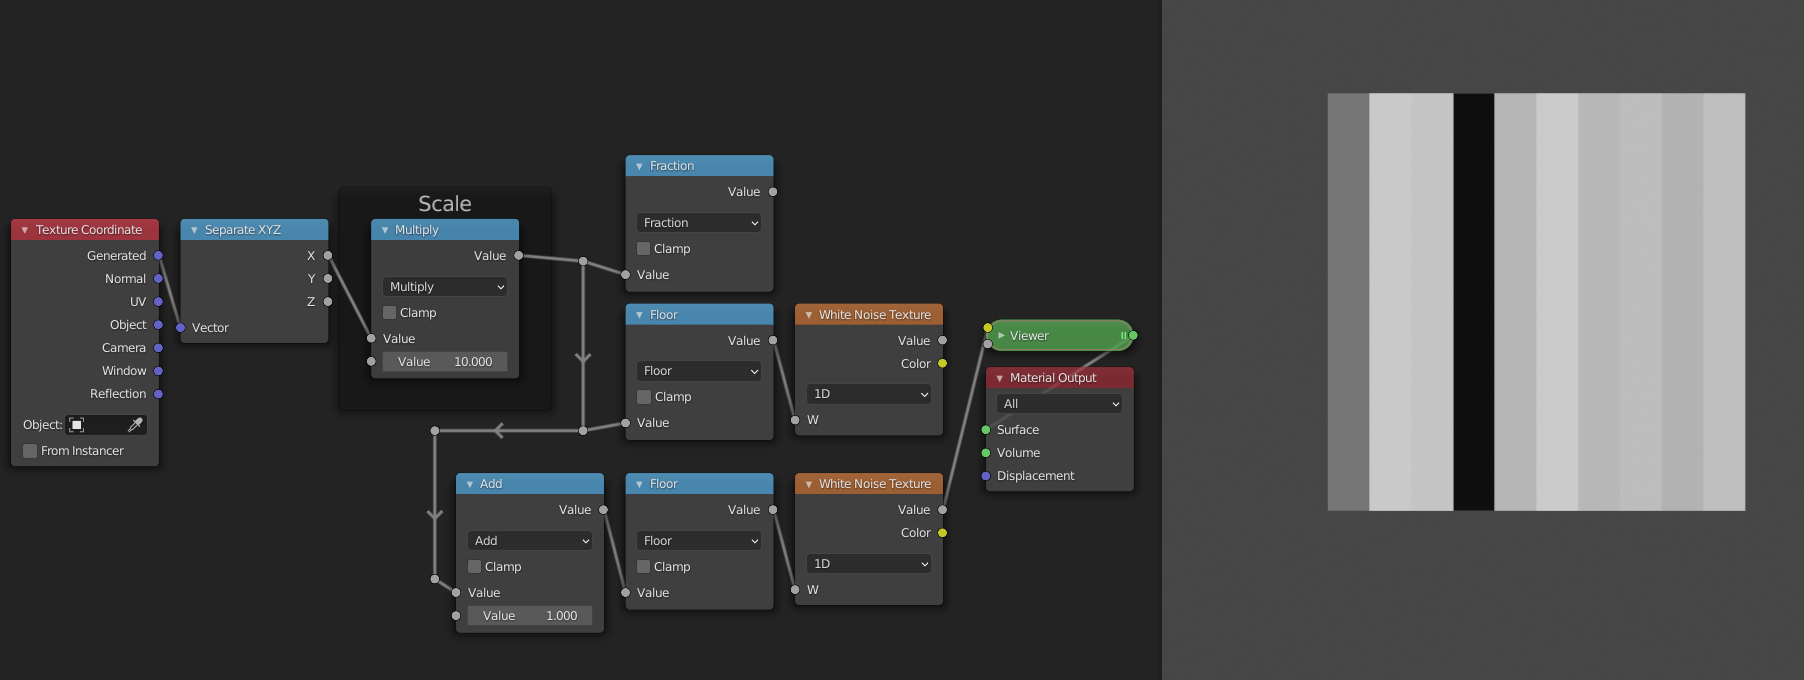 Texture Coordinate
Generated
Normal
UV
Object
Camera
Window
Reflection
Object:
From Instancer
Separate XYZ
X
Y
Z
Vector
Scale
Multiply
Value
Multiply
Clamp
Value
Value 10.000
Fraction
Value
Fraction
Clamp
Value
Floor
Value
Floor
Clamp
Value
White Noise Texture
Value
Color
1D
W
Add
Value
Add
Clamp
Value
Value 1.000
Floor
Value
Floor
Clamp
Value
White Noise Texture
Value
Color
1D
W
Viewer
Material Output
All
Surface
Volume
Displacement